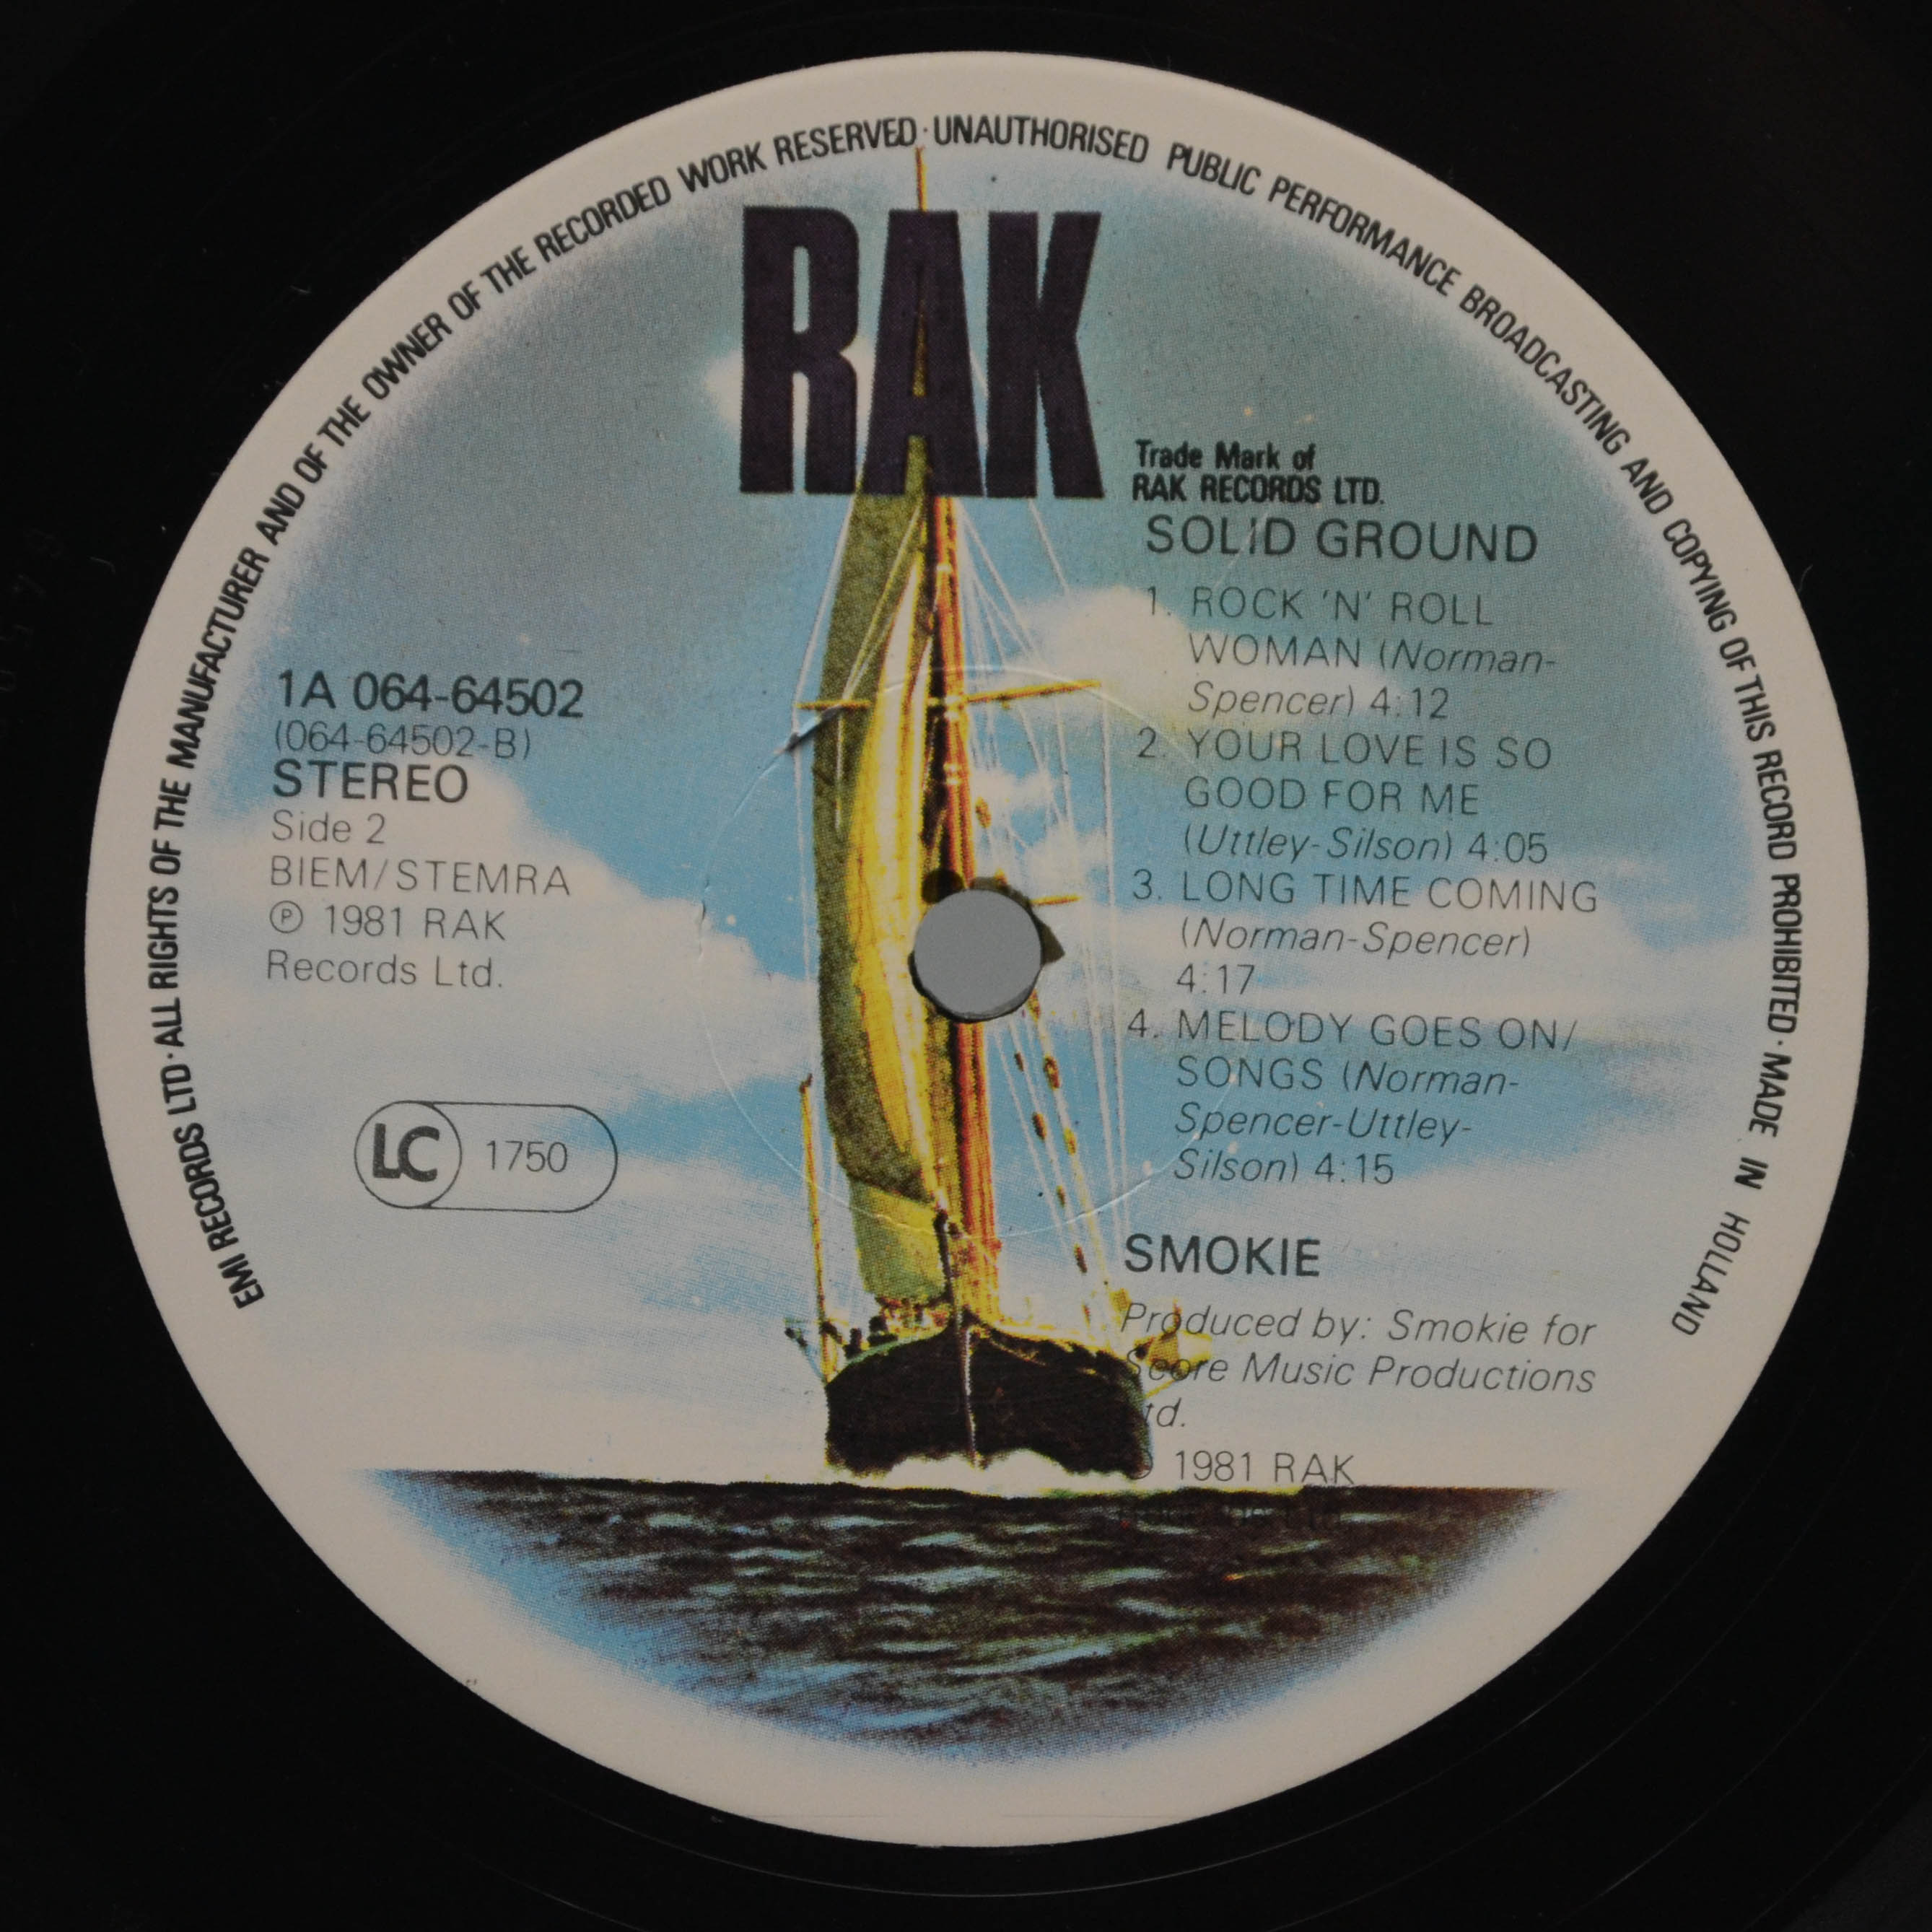 EMI RECORDS LTD · ALL RIGHTS OF THE MANUFACTURER AND OF THE OWNER OF THE RECORDED WORK RESERVED · UNAUTHORISED PUBLIC PERFORMANCE BROADCASTING AND COPYING OF THIS RECORD PROHIBITED · MADE IN HOLLAND
RAK
Trade Mark of
RAK RECORDS LTD.
SOLID GROUND
1. ROCK 'N' ROLL
WOMAN (Norman-
Spencer) 4:12
2. YOUR LOVE IS SO
GOOD FOR ME
(Uttley-Silson) 4:05
3. LONG TIME COMING
(Norman-Spencer)
4:17
4. MELODY GOES ON/
SONGS (Norman-
Spencer-Uttley-
Silson) 4:15
1A 064-64502
(064-64502-B)
STEREO
Side 2
BIEM/STEMRA
℗ 1981 RAK
Records Ltd.
LC 1750
SMOKIE
Produced by: Smokie for
Score Music Productions
Ltd.
1981 RAK